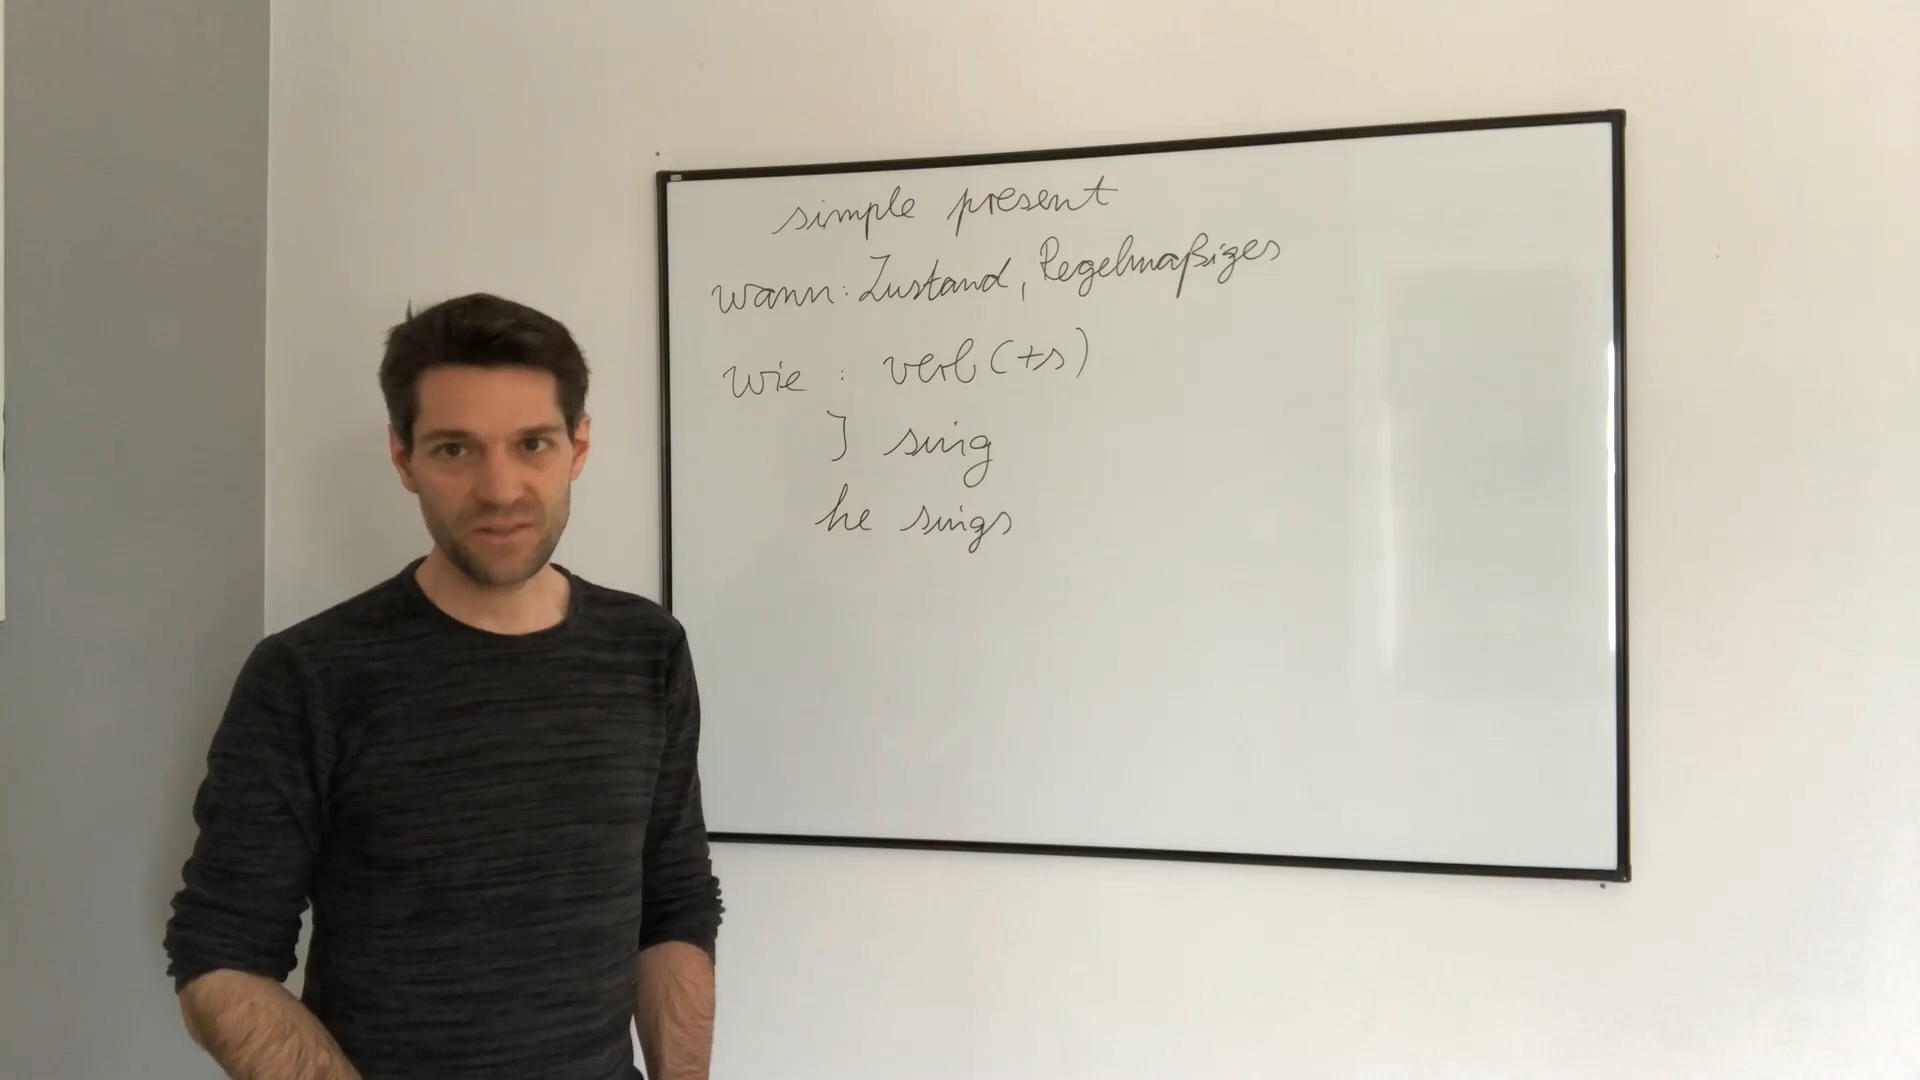 simple present
wann: Zustand, Regelmaßiges
wie : verb (+s)
I sing
he sings